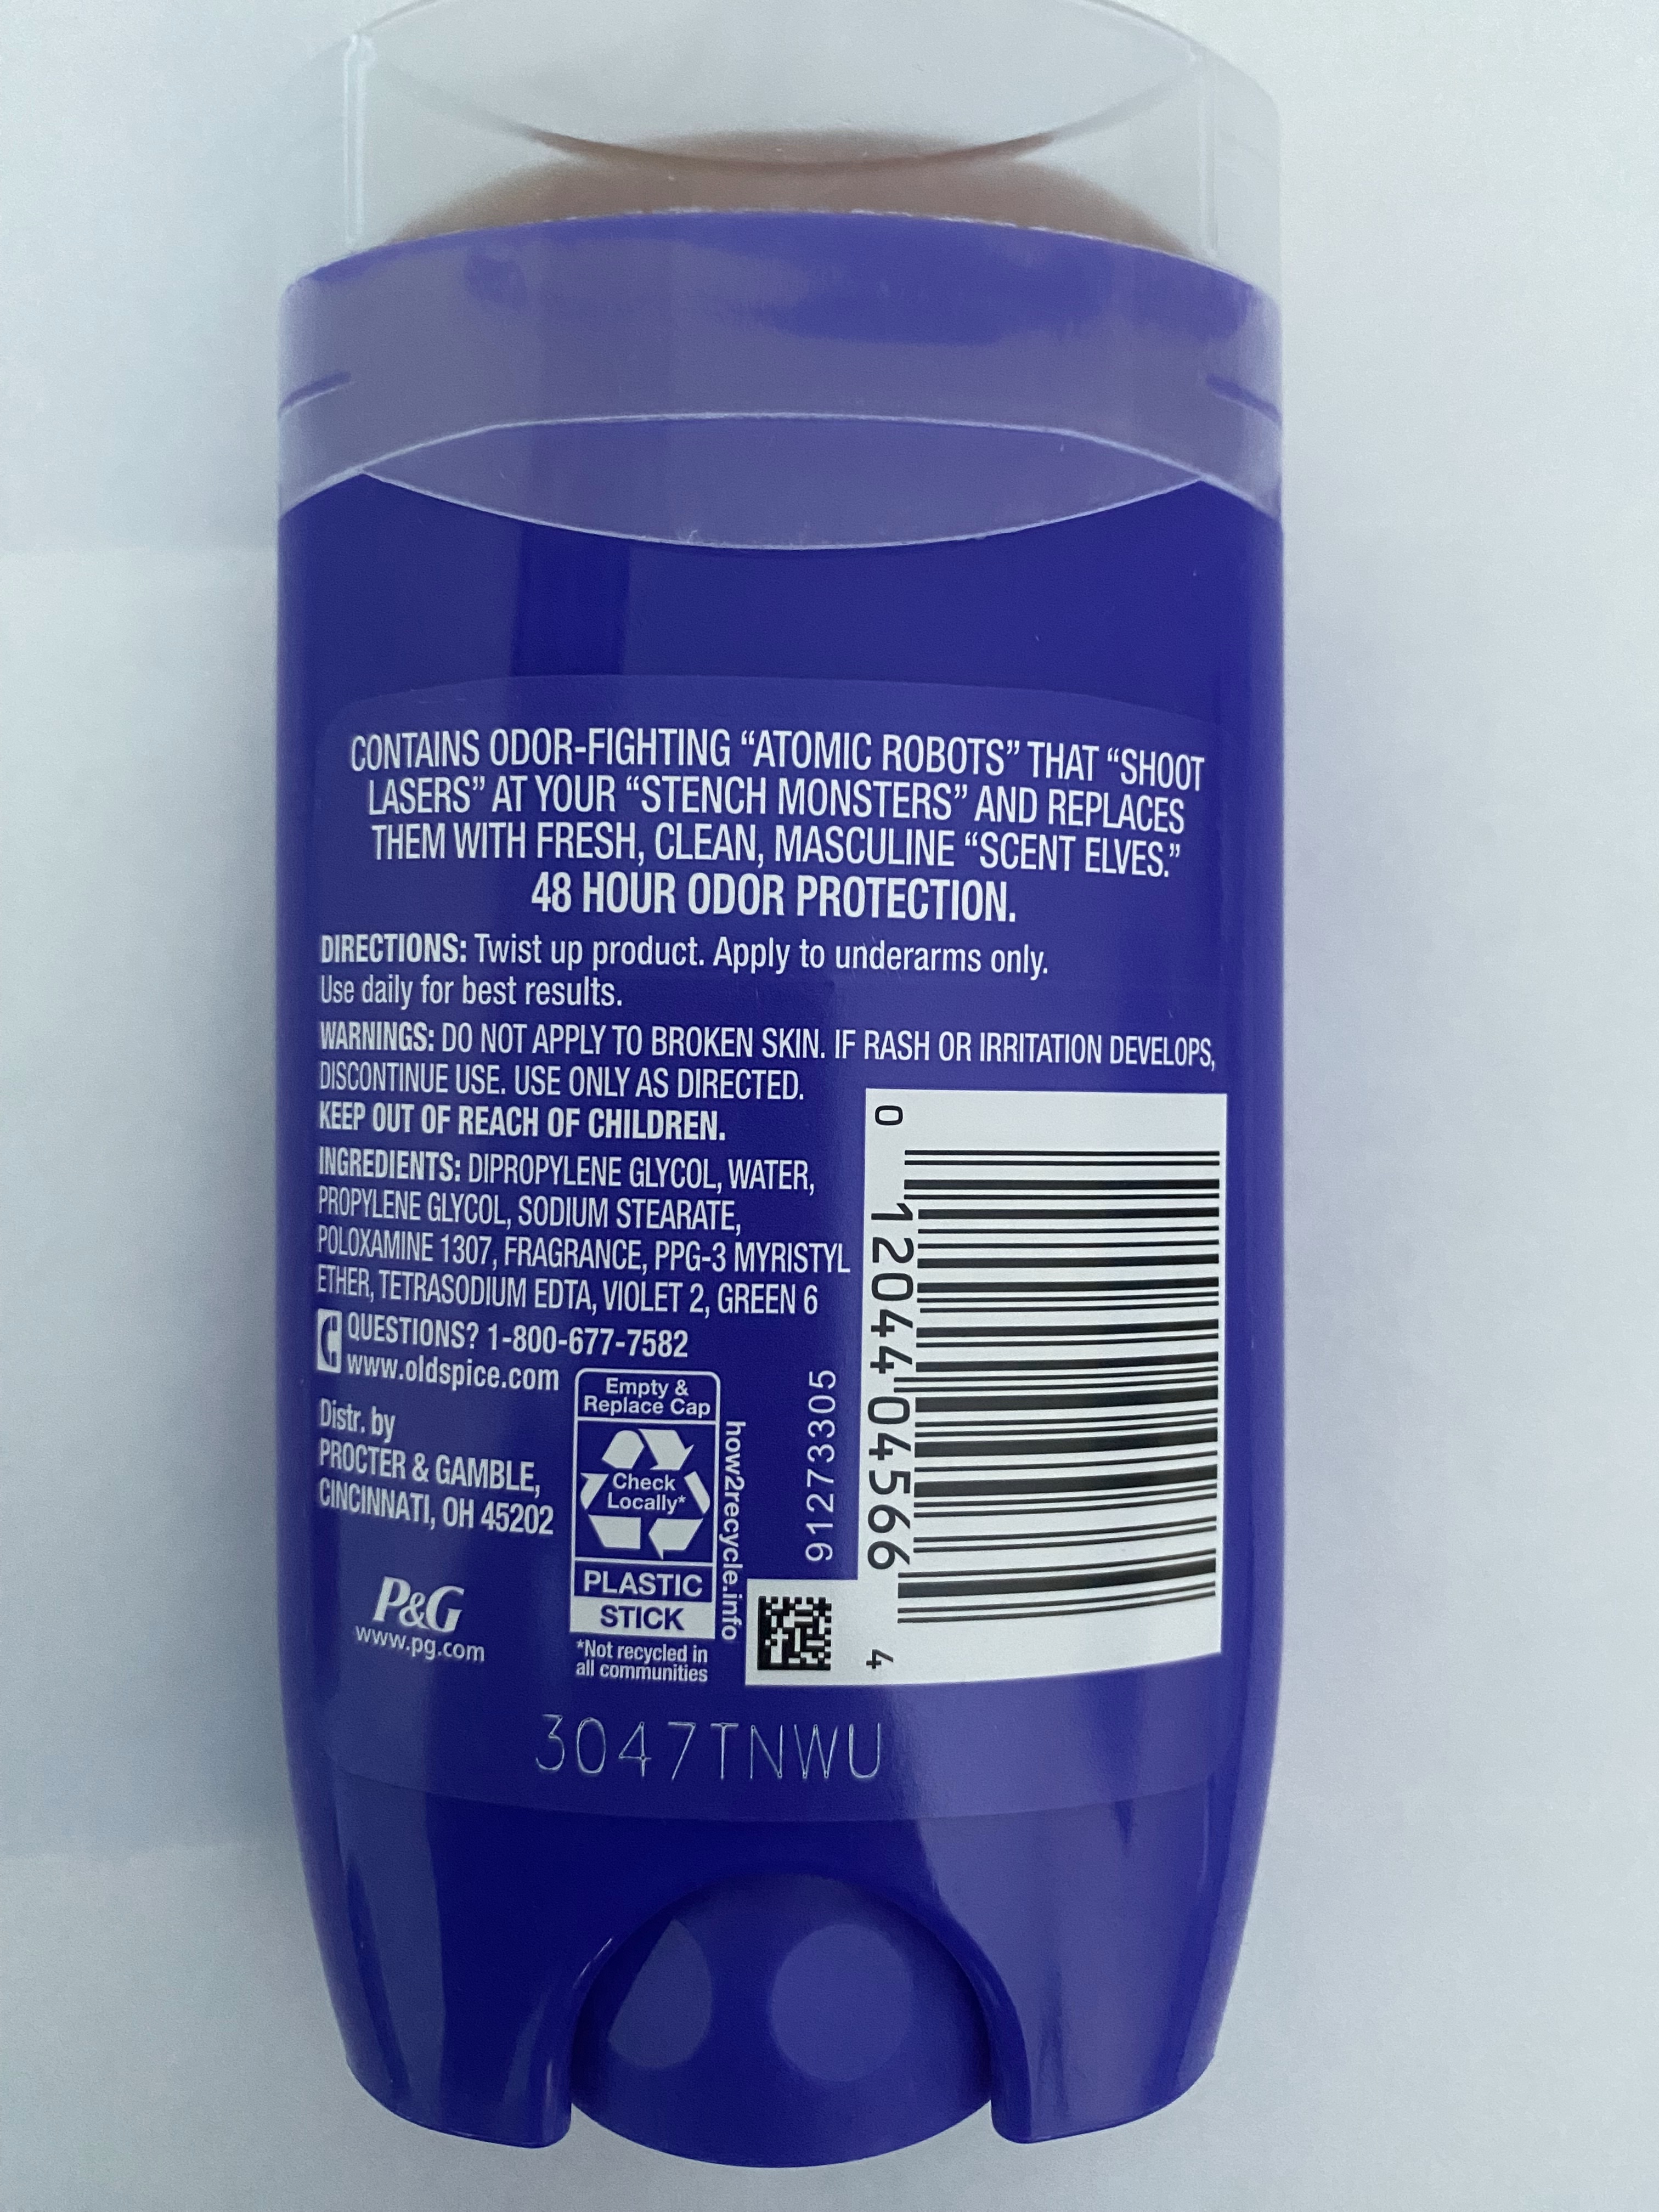 CONTAINS ODOR-FIGHTING “ATOMIC ROBOTS” THAT “SHOOT
LASERS” AT YOUR “STENCH MONSTERS” AND REPLACES
THEM WITH FRESH, CLEAN, MASCULINE “SCENT ELVES.”
48 HOUR ODOR PROTECTION.
DIRECTIONS: Twist up product. Apply to underarms only.
Use daily for best results.
WARNINGS: DO NOT APPLY TO BROKEN SKIN. IF RASH OR IRRITATION DEVELOPS,
DISCONTINUE USE. USE ONLY AS DIRECTED.
KEEP OUT OF REACH OF CHILDREN.
INGREDIENTS: DIPROPYLENE GLYCOL, WATER,
PROPYLENE GLYCOL, SODIUM STEARATE,
POLOXAMINE 1307, FRAGRANCE, PPG-3 MYRISTYL
ETHER, TETRASODIUM EDTA, VIOLET 2, GREEN 6
QUESTIONS? 1-800-677-7582
www.oldspice.com
Distr. by
PROCTER & GAMBLE,
CINCINNATI, OH 45202
P&G
www.pg.com
Empty &
Replace Cap
Check
Locally*
PLASTIC
STICK
*Not recycled in
all communities
how2recycle.info
91273305
0 12044 04566 4
3047TNWU